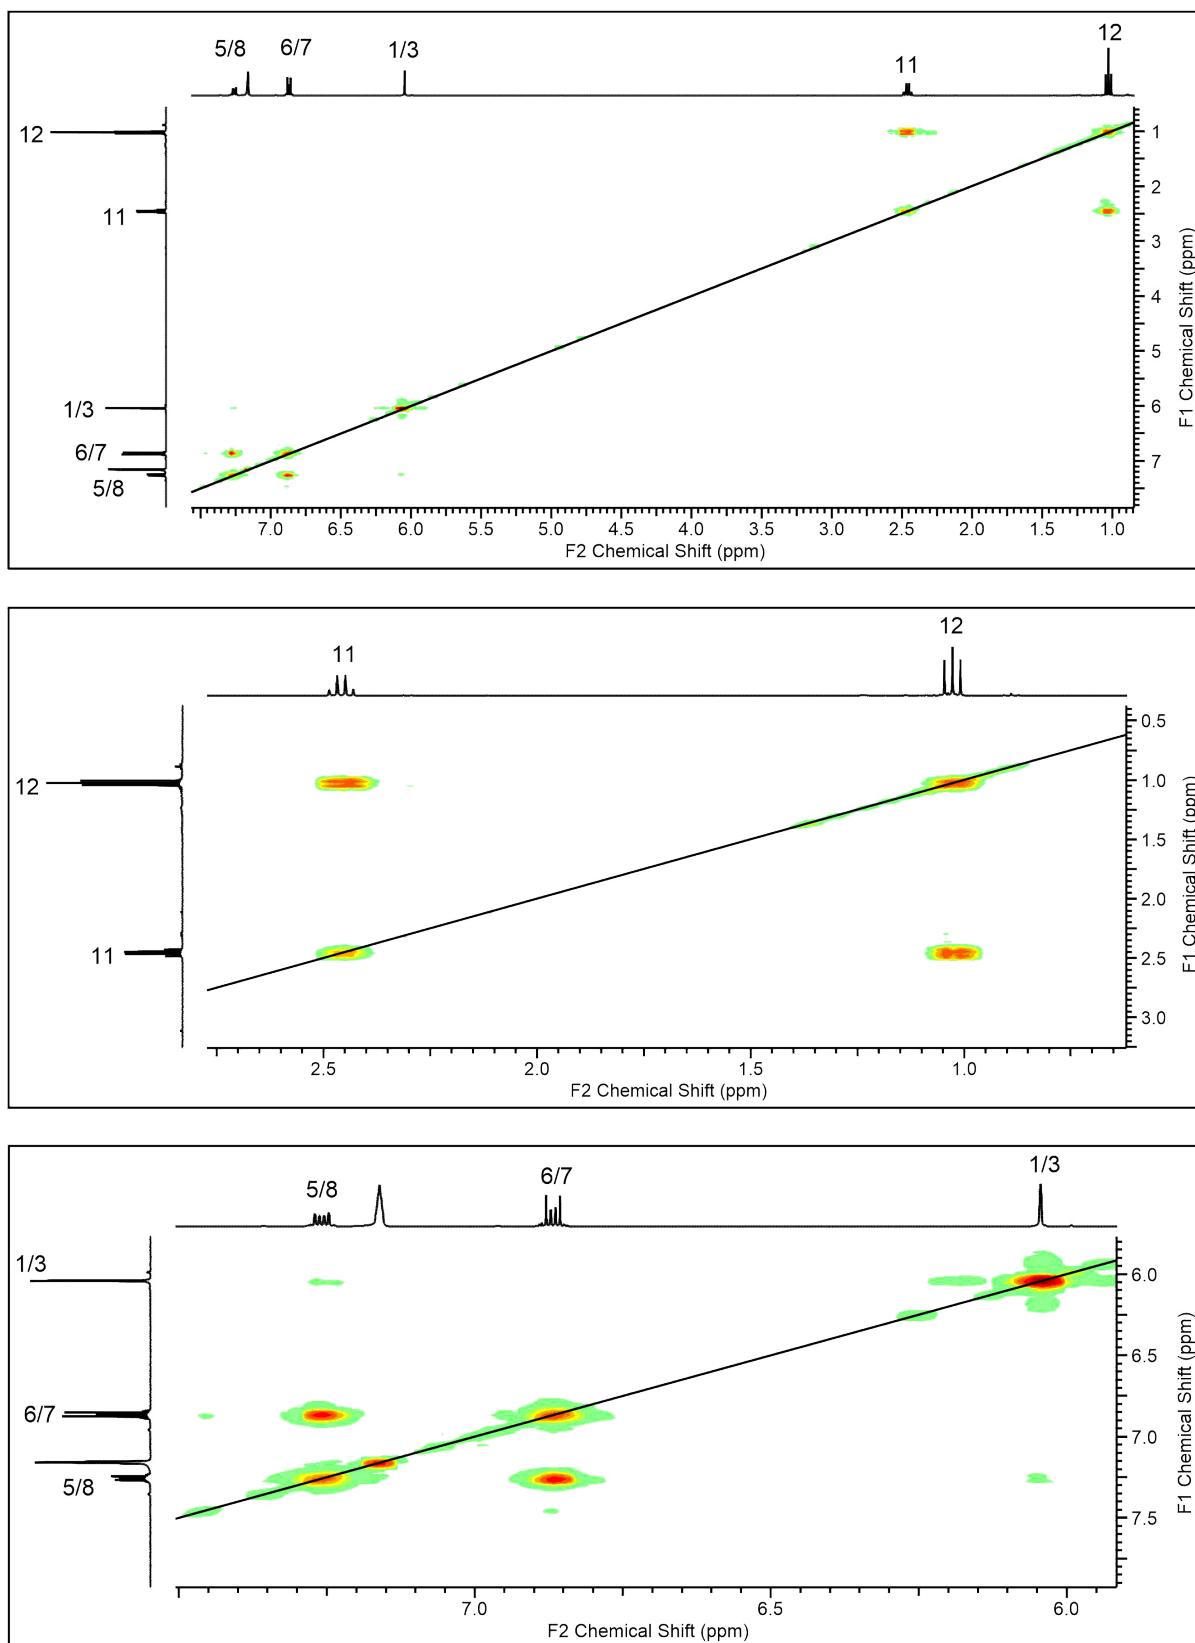 5/8 6/7 1/3 11 12
12
11
1/3
6/7
5/8
1
2
3
4
5
6
7
F1 Chemical Shift (ppm)
7.0 6.5 6.0 5.5 5.0 4.5 4.0 3.5 3.0 2.5 2.0 1.5 1.0
F2 Chemical Shift (ppm)
11 12
12
11
0.5
1.0
1.5
2.0
2.5
3.0
F1 Chemical Shift (ppm)
2.5 2.0 1.5 1.0
F2 Chemical Shift (ppm)
5/8 6/7 1/3
1/3
6/7
5/8
6.0
6.5
7.0
7.5
F1 Chemical Shift (ppm)
7.0 6.5 6.0
F2 Chemical Shift (ppm)